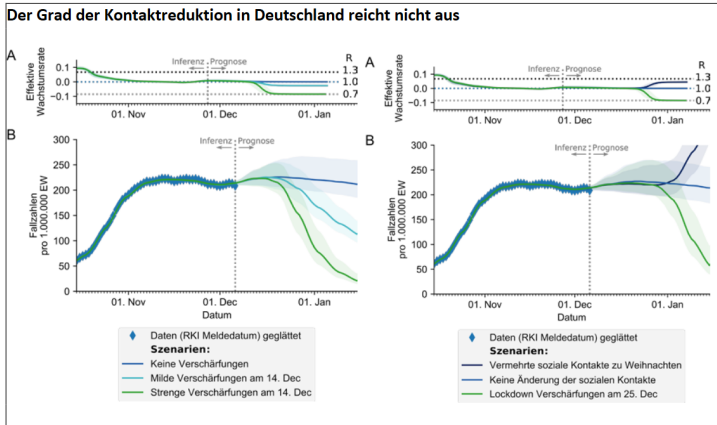 Der Grad der Kontaktreduktion in Deutschland reicht nicht aus
A
Inferenz
Prognose
R
Effektive
Wachstumsrate
0.1
0.0
−0.1
1.3
1.0
0.7
01. Nov
01. Dec
01. Jan
B
Inferenz
Prognose
Fallzahlen
pro 1.000.000 EW
300
250
200
150
100
50
0
01. Nov
01. Dec
01. Jan
Datum
Daten (RKI Meldedatum) geglättet
Szenarien:
Keine Verschärfungen
Milde Verschärfungen am 14. Dec
Strenge Verschärfungen am 14. Dec
A
Inferenz
Prognose
R
Effektive
Wachstumsrate
0.1
0.0
−0.1
1.3
1.0
0.7
01. Nov
01. Dec
01. Jan
B
Inferenz
Prognose
Fallzahlen
pro 1.000.000 EW
300
250
200
150
100
50
0
01. Nov
01. Dec
01. Jan
Datum
Daten (RKI Meldedatum) geglättet
Szenarien:
Vermehrte soziale Kontakte zu Weihnachten
Keine Änderung der sozialen Kontakte
Lockdown Verschärfungen am 25. Dec